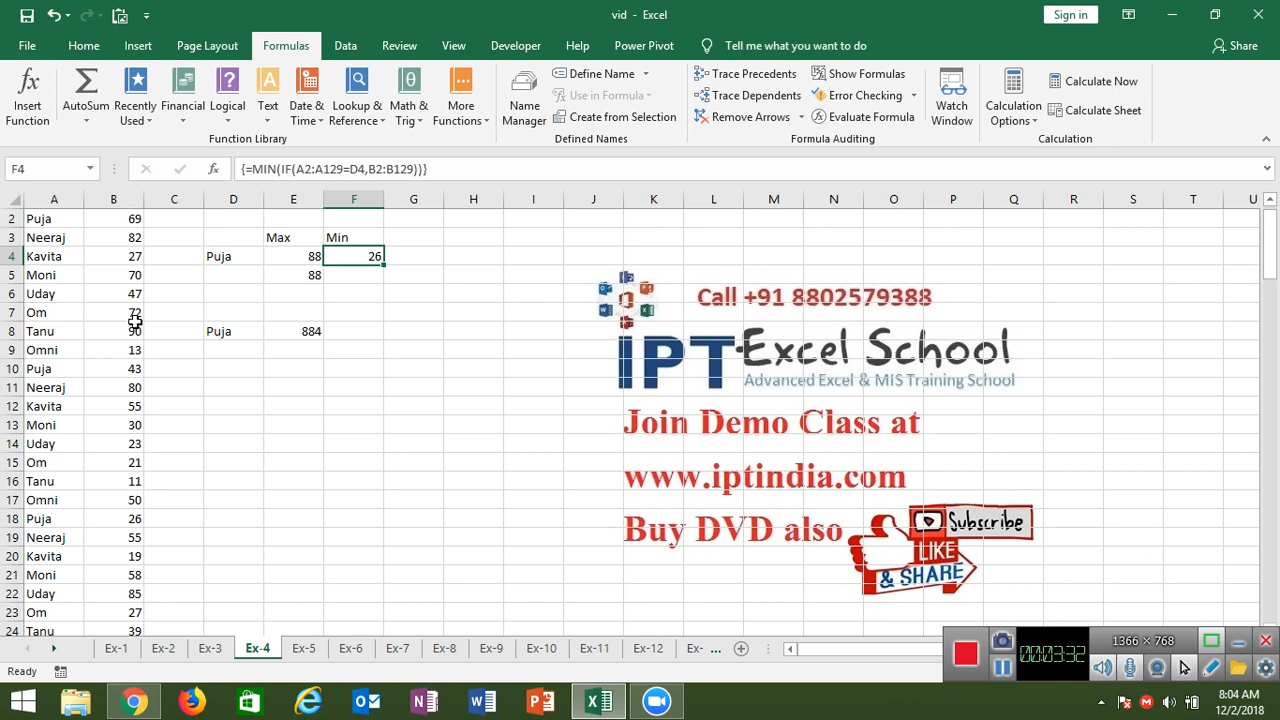 vid - Excel
Sign in
File Home Insert Page Layout Formulas Data Review View Developer Help Power Pivot Tell me what you want to do Share
Insert Function
AutoSum
Recently Used
Financial
Logical
Text
Date & Time
Lookup & Reference
Math & Trig
More Functions
Function Library
Name Manager
Define Name
Use in Formula
Create from Selection
Defined Names
Trace Precedents
Trace Dependents
Remove Arrows
Show Formulas
Error Checking
Evaluate Formula
Formula Auditing
Watch Window
Calculation Options
Calculate Now
Calculate Sheet
Calculation
F4 fx {=MIN(IF(A2:A129=D4,B2:B129))}
A B C D E F G H I J K L M N O P Q R S T U
2 Puja 69
3 Neeraj 82 Max Min
4 Kavita 27 Puja 88 26
5 Moni 70 88
6 Uday 47
7 Om 72
8 Tanu 90 Puja 884
9 Omni 13
10 Puja 43
11 Neeraj 80
12 Kavita 55
13 Moni 30
14 Uday 23
15 Om 21
16 Tanu 11
17 Omni 50
18 Puja 26
19 Neeraj 55
20 Kavita 19
21 Moni 58
22 Uday 85
23 Om 27
24 Tanu 39
Call +91 8802579388
IPT Excel School
Advanced Excel & MIS Training School
Join Demo Class at
www.iptindia.com
Buy DVD also
Subscribe
LIKE
& SHARE
Ex-1 Ex-2 Ex-3 Ex-4 Ex-5 Ex-6 Ex-7 Ex-8 Ex-9 Ex-10 Ex-11 Ex-12 Ex- ...
Ready
00:03:32
1366 × 768
8:04 AM
12/2/2018